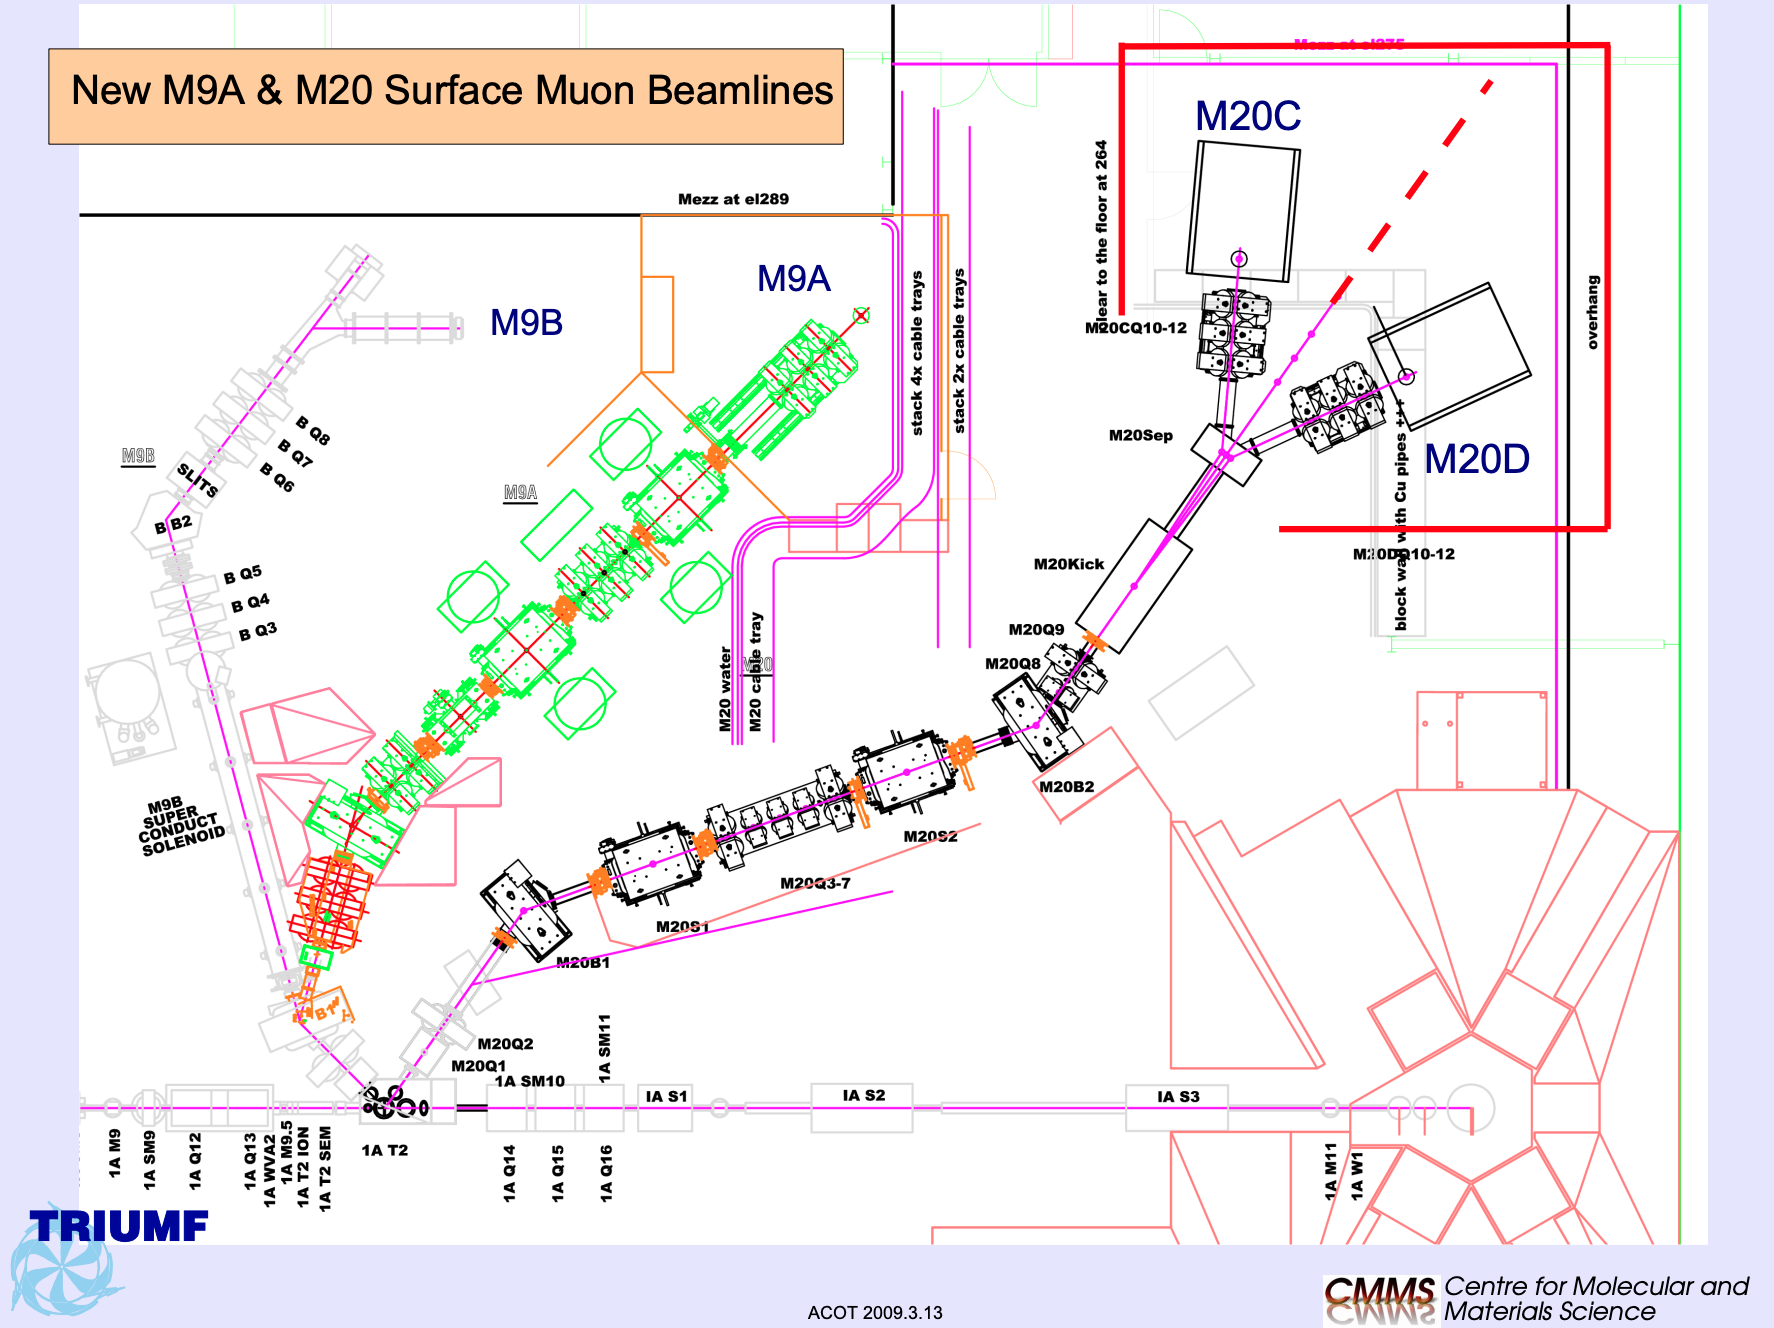 New M9A & M20 Surface Muon Beamlines
Mezz at el275
M20C
clear to the floor at 264
Mezz at el289
M9A
M9B
stack 4x cable trays
stack 2x cable trays
overhang
M20CQ10-12
B Q8
B Q7
B Q6
SLITS
M9B
M9A
M20Sep
M20D
block wall with Cu pipes +++
B B2
M20DQ10-12
M20Kick
B Q5
B Q4
B Q3
M20Q9
M20Q8
M20 water
M20 cable tray
M20
M20B2
M9B
SUPER
CONDUCT
SOLENOID
M20S2
M20Q3-7
M20S1
M20B1
B1
M20Q2
M20Q1
1A SM10
1A SM11
IA S1
IA S2
IA S3
1A M9
1A SM9
1A Q12
1A Q13
1A WVA2
1A M9.5
1A T2 ION
1A T2 SEM
1A T2
1A Q14
1A Q15
1A Q16
1A M11
1A W1
TRIUMF
ACOT 2009.3.13
CMMS
Centre for Molecular and
Materials Science